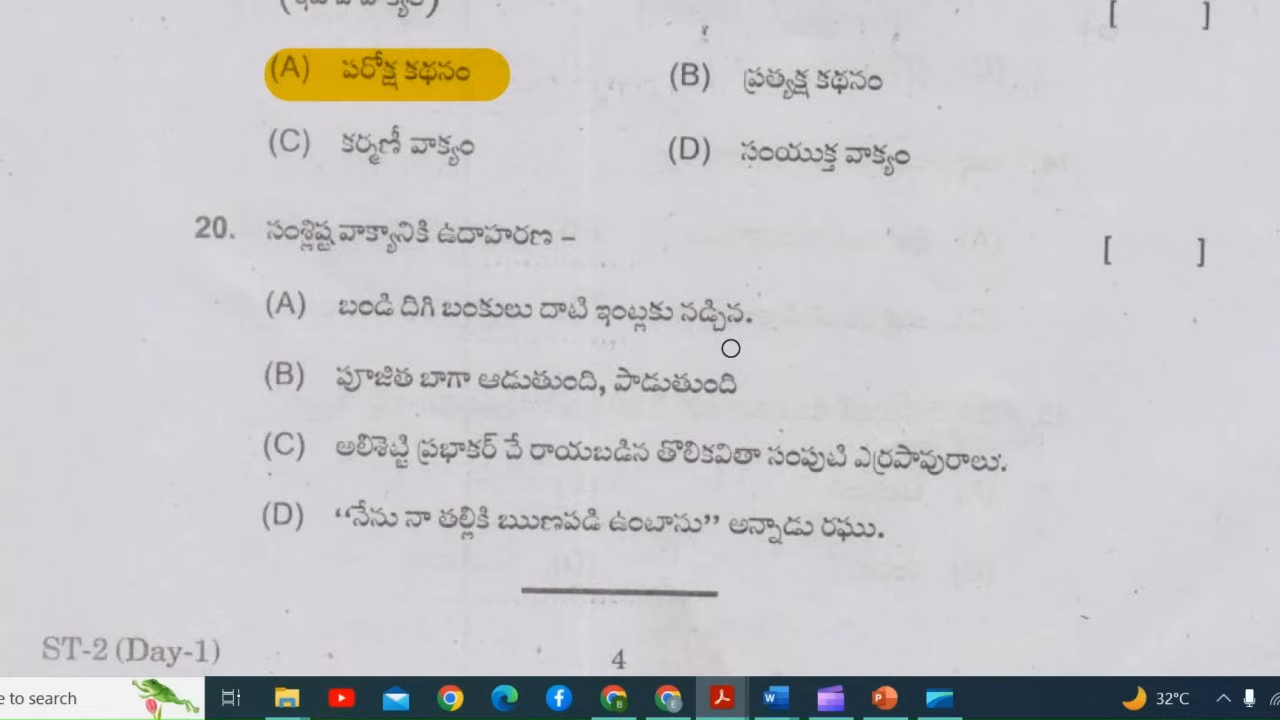 [ ]
(A) పరోక్ష కథనం (B) ప్రత్యక్ష కథనం
(C) కర్మణీ వాక్యం (D) సంయుక్త వాక్యం
20. సంశ్లిష్ట వాక్యానికి ఉదాహరణ – [ ]
(A) బండి దిగి బంకులు దాటి ఇంట్లకు నడ్చిన.
(B) పూజిత బాగా ఆడుతుంది, పాడుతుంది
(C) అలిశెట్టి ప్రభాకర్ చే రాయబడిన తొలికవితా సంపుటి ఎర్రపావురాలు.
(D) “నేను నా తల్లికి ఋణపడి ఉంటాను” అన్నాడు రఘు.
ST-2 (Day-1) 4
e to search 32°C